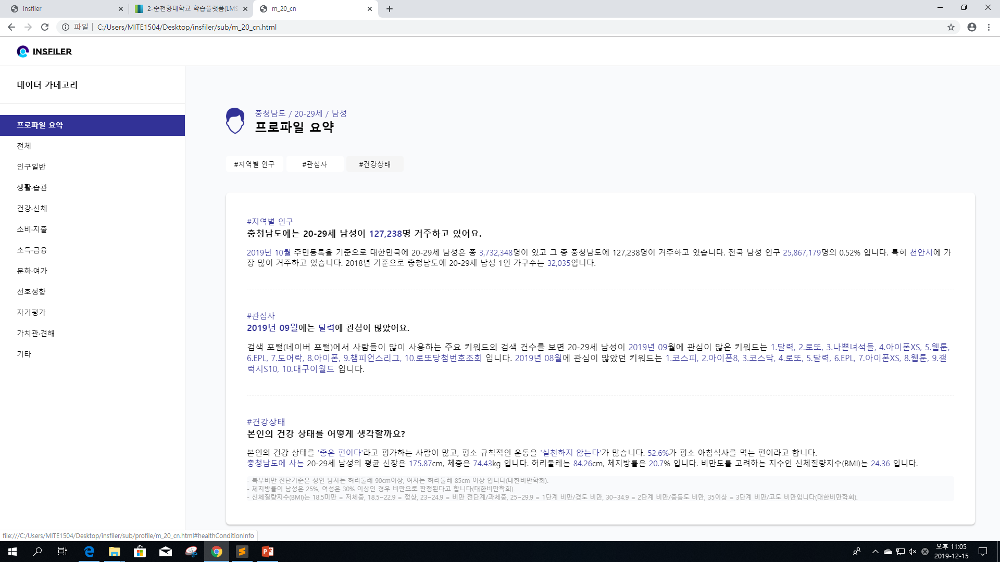 insfiler
2-순천향대학교 학습플랫폼(LMS
m_20_cn
파일 C:/Users/MITE1504/Desktop/insfiler/sub/m_20_cn.html
INSFILER
데이터 카테고리
프로파일 요약
전체
인구일반
생활·습관
건강·신체
소비·지출
소득·금융
문화·여가
선호성향
자기평가
가치관·견해
기타
충청남도 / 20-29세 / 남성
프로파일 요약
#지역별 인구
#관심사
#건강상태
#지역별 인구
충청남도에는 20-29세 남성이 127,238명 거주하고 있어요.
2019년 10월 주민등록을 기준으로 대한민국에 20-29세 남성은 총 3,732,348명이 있고 그 중 충청남도에 127,238명이 거주하고 있습니다. 전국 남성 인구 25,867,179명의 0.52% 입니다. 특히 천안시에 가
장 많이 거주하고 있습니다. 2018년 기준으로 충청남도에 20-29세 남성 1인 가구수는 32,035입니다.
#관심사
2019년 09월에는 달력에 관심이 많았어요.
검색 포털(네이버 포털)에서 사람들이 많이 사용하는 주요 키워드의 검색 건수를 보면 20-29세 남성이 2019년 09월에 관심이 많은 키워드는 1.달력, 2.로또, 3.나쁜녀석들, 4.아이폰XS, 5.웹툰,
6.EPL, 7.도어락, 8.아이폰, 9.챔피언스리그, 10.로또당첨번호조회 입니다. 2019년 08월에 관심이 많았던 키워드는 1.코스피, 2.아이폰8, 3.코스닥, 4.로또, 5.달력, 6.EPL, 7.아이폰XS, 8.웹툰, 9.갤
럭시S10, 10.대구이월드 입니다.
#건강상태
본인의 건강 상태를 어떻게 생각할까요?
본인의 건강 상태를 '좋은 편이다'라고 평가하는 사람이 많고, 평소 규칙적인 운동을 '실천하지 않는다'가 많습니다. 52.6%가 평소 아침식사를 먹는 편이라고 합니다.
충청남도에 사는 20-29세 남성의 평균 신장은 175.87cm, 체중은 74.43kg 입니다. 허리둘레는 84.26cm, 체지방률은 20.7% 입니다. 비만도를 고려하는 지수인 신체질량지수(BMI)는 24.36 입니다.
- 복부비만 진단기준은 성인 남자는 허리둘레 90cm이상, 여자는 허리둘레 85cm 이상 입니다(대한비만학회).
- 체지방률이 남성은 25%, 여성은 30% 이상인 경우 비만으로 판정된다고 합니다(대한비만학회).
- 신체질량지수(BMI)는 18.5미만 = 저체중, 18.5~22.9 = 정상, 23~24.9 = 비만 전단계/과체중, 25~29.9 = 1단계 비만/경도 비만, 30~34.9 = 2단계 비만/중등도 비만, 35이상 = 3단계 비만/고도 비만입니다(대한비만학회).
file:///C:/Users/MITE1504/Desktop/insfiler/sub/profile/m_20_cn.html#healthConditionInfo
오후 11:05
2019-12-15